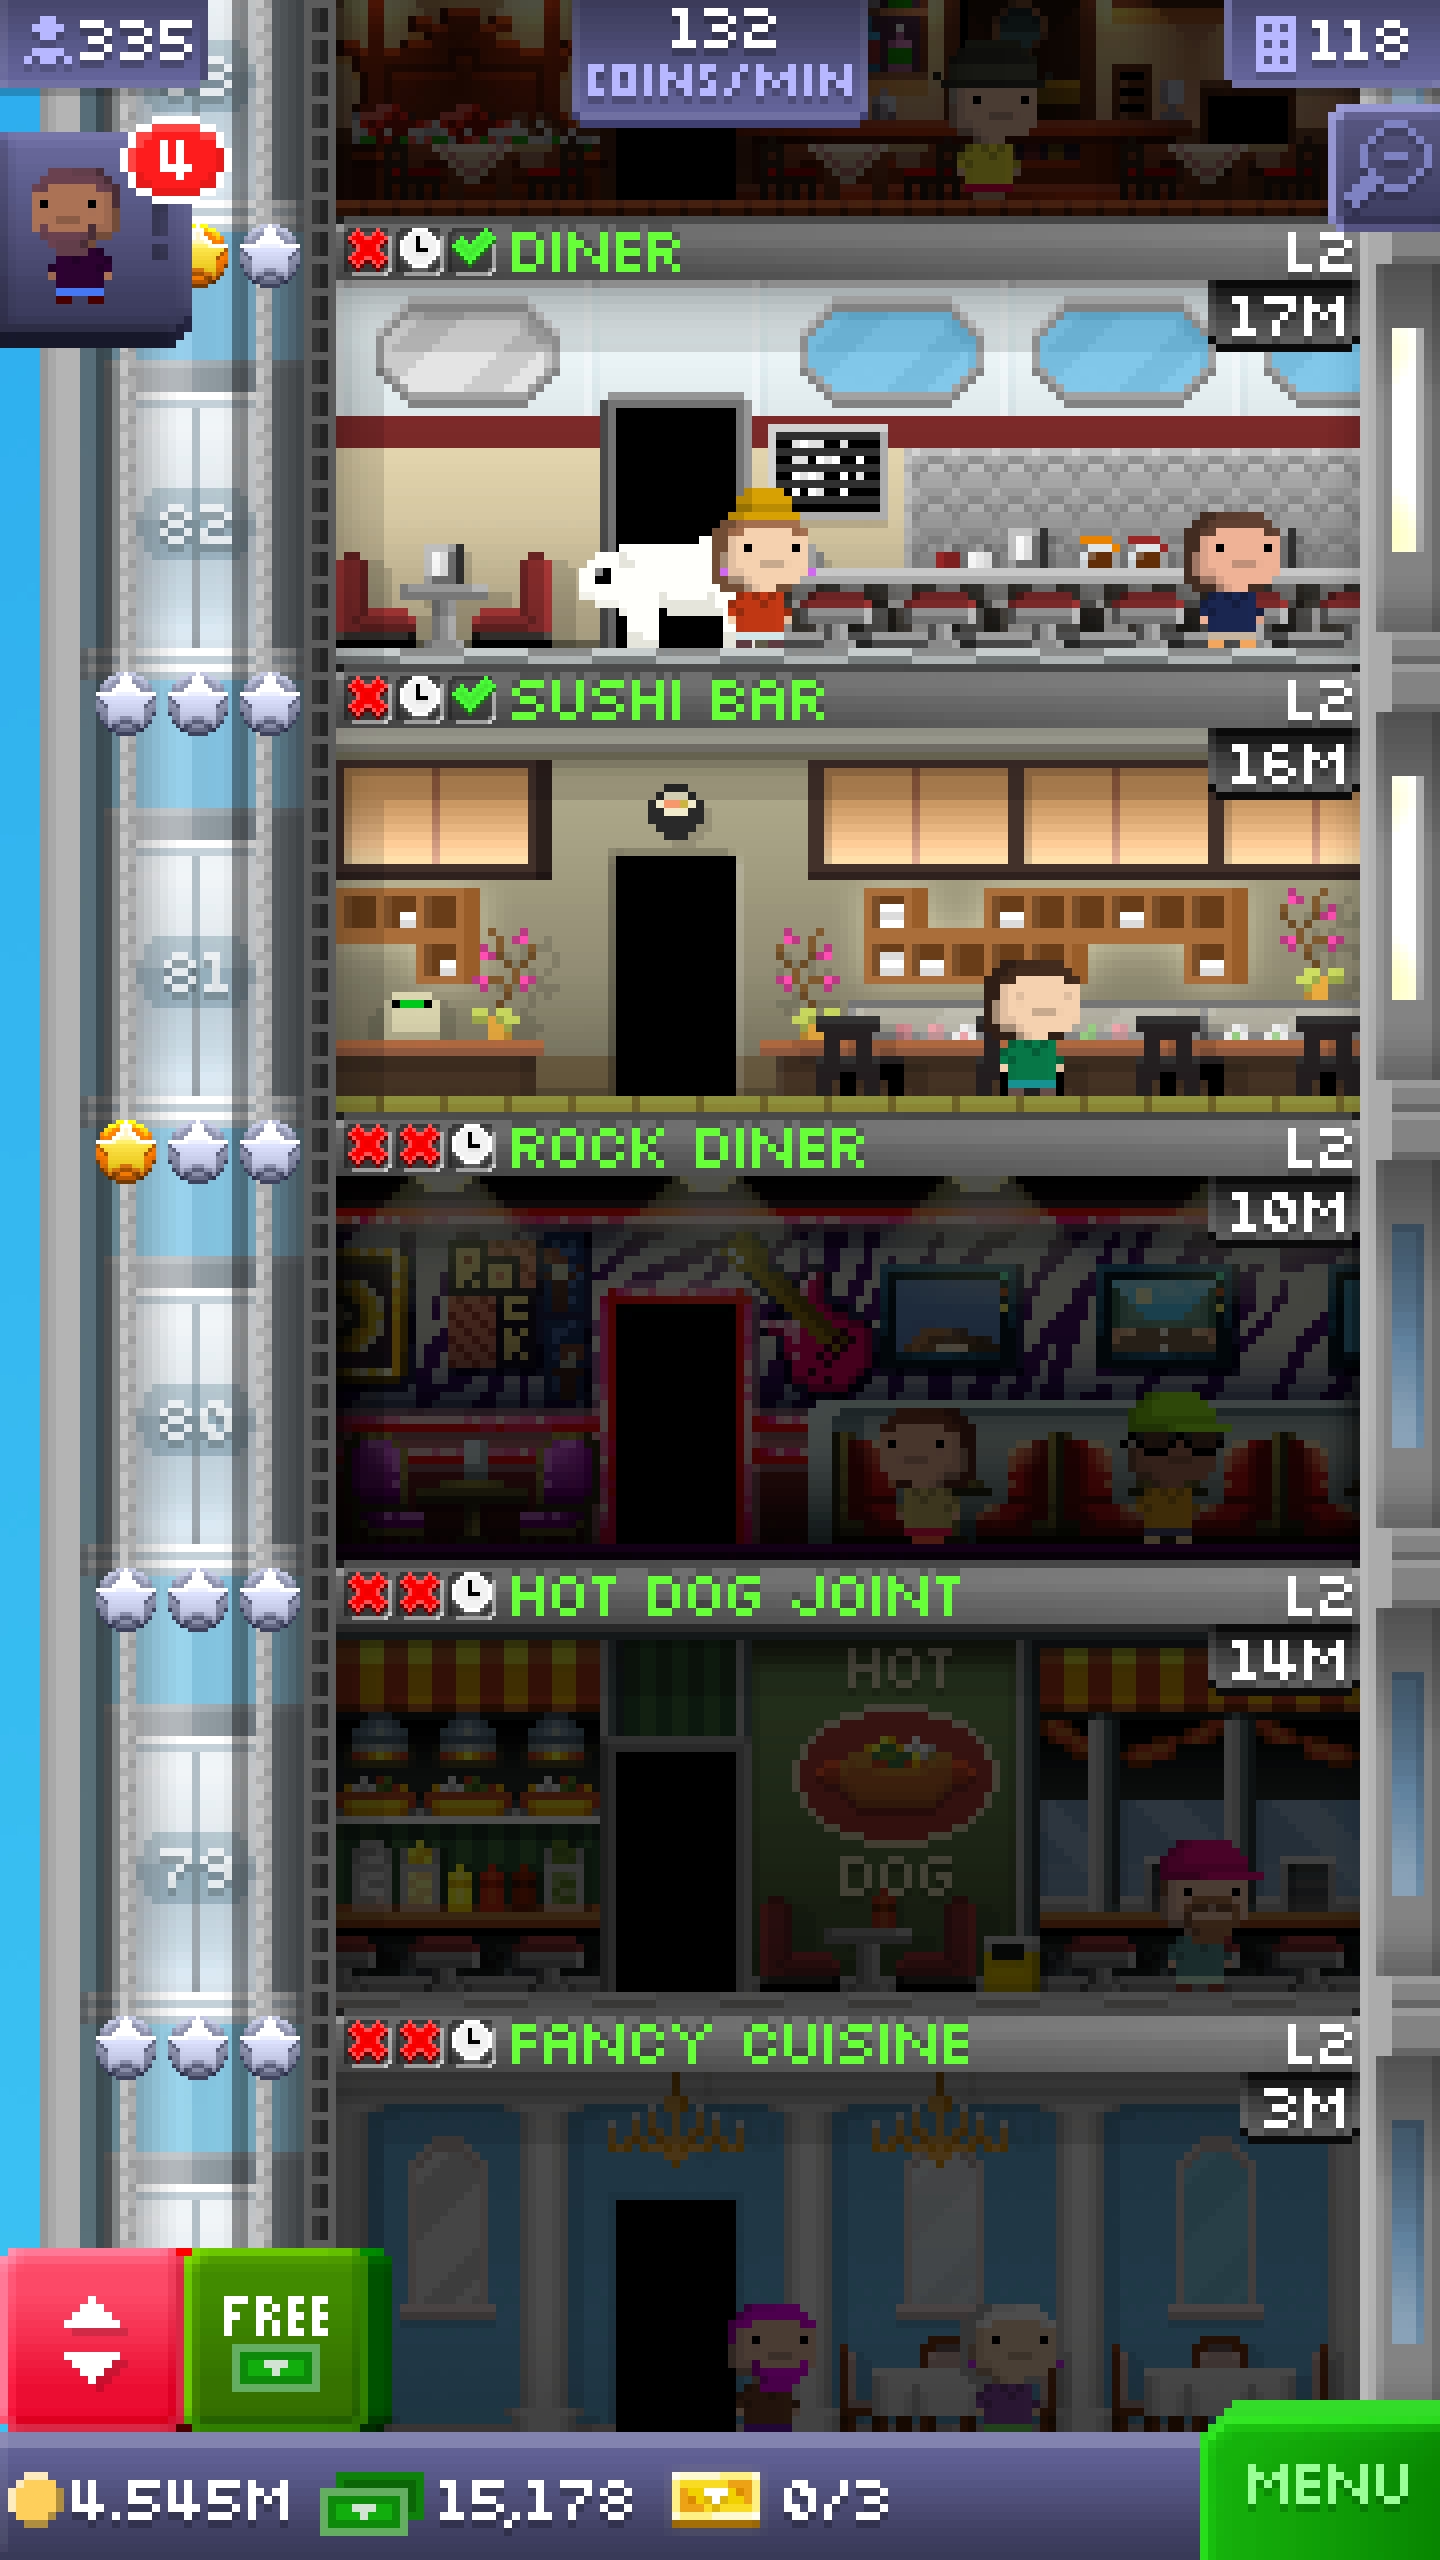 335
132
COINS/MIN
118
4
DINER
L2
17M
82
SUSHI BAR
L2
16M
81
ROCK DINER
L2
10M
ROCK
80
HOT DOG JOINT
L2
14M
HOT
DOG
79
FANCY CUISINE
L2
3M
FREE
4.545M
15,178
0/3
MENU